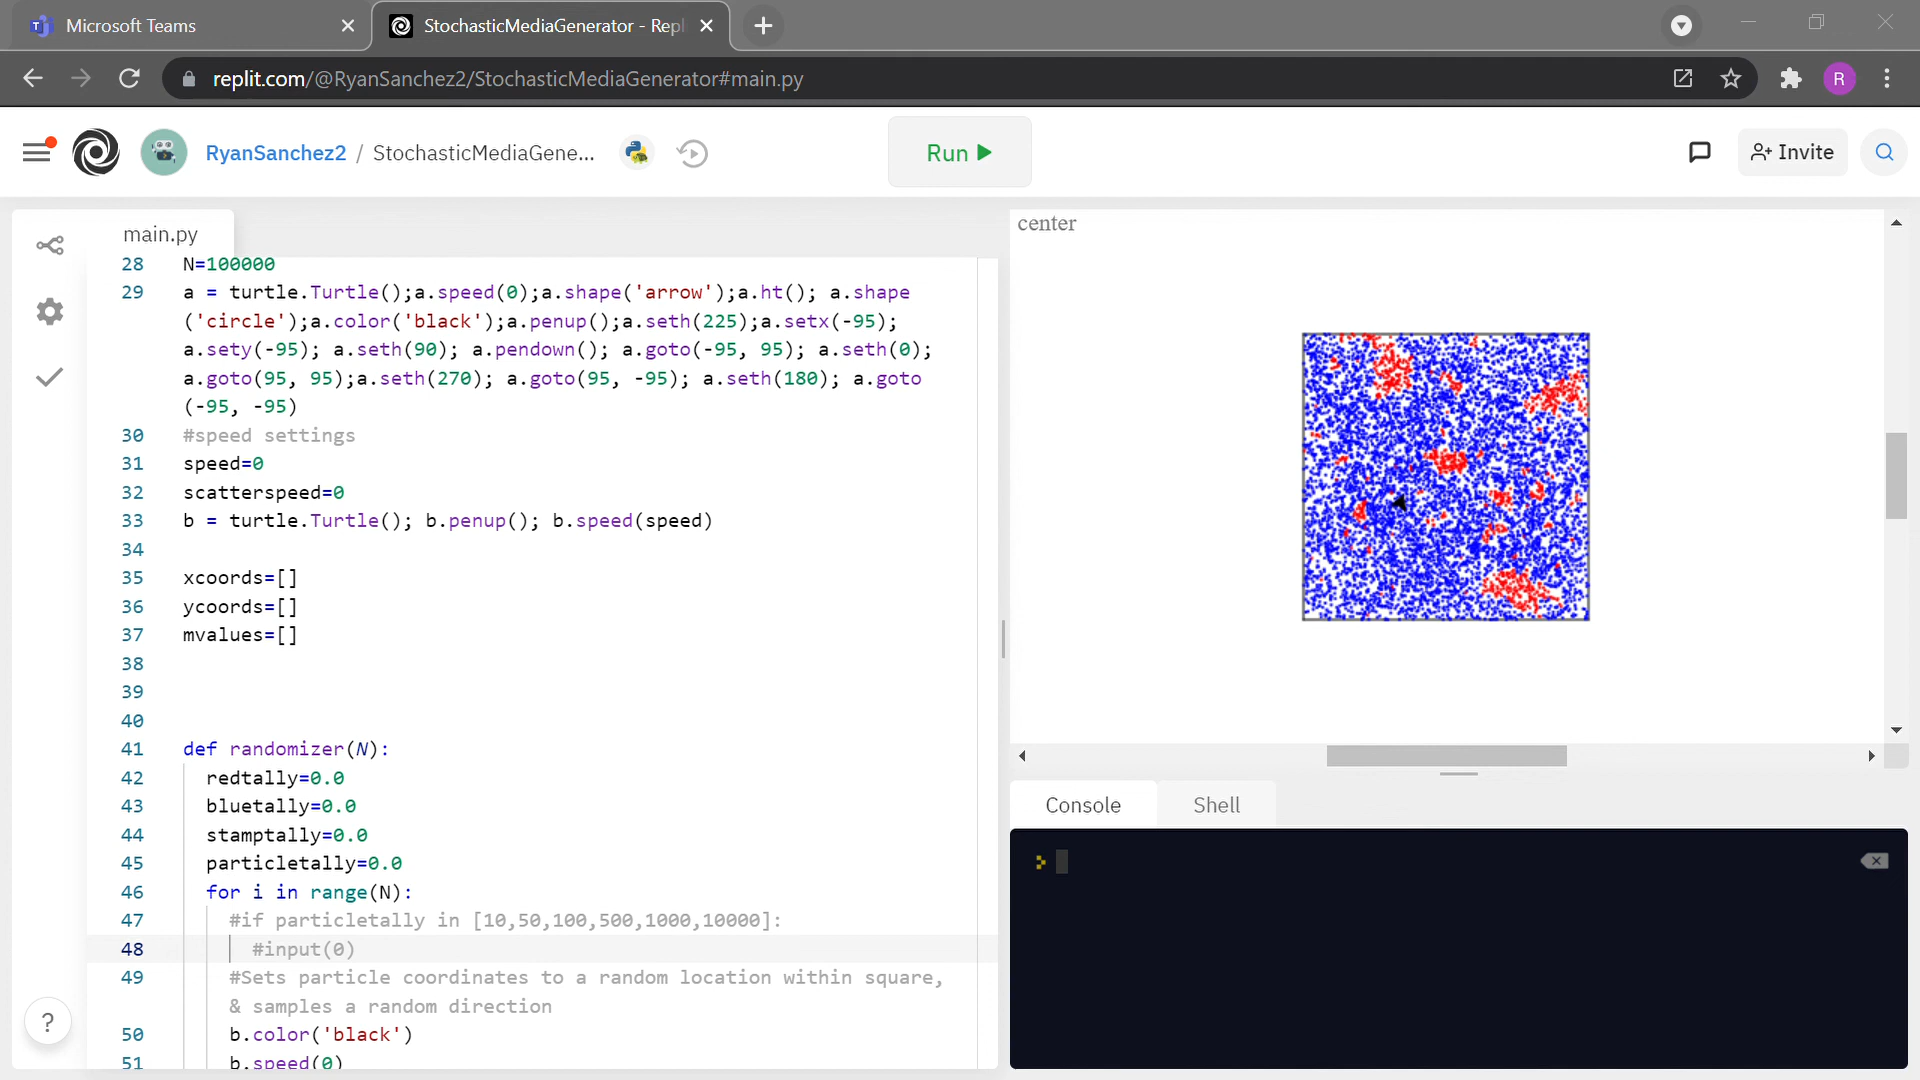 Microsoft Teams
StochasticMediaGenerator - Repl
replit.com/@RyanSanchez2/StochasticMediaGenerator#main.py
R
RyanSanchez2 / StochasticMediaGene...
Run
Invite
main.py
28 N=100000
29 a = turtle.Turtle();a.speed(0);a.shape('arrow');a.ht(); a.shape
('circle');a.color('black');a.penup();a.seth(225);a.setx(-95);
a.sety(-95); a.seth(90); a.pendown(); a.goto(-95, 95); a.seth(0);
a.goto(95, 95);a.seth(270); a.goto(95, -95); a.seth(180); a.goto
(-95, -95)
30 #speed settings
31 speed=0
32 scatterspeed=0
33 b = turtle.Turtle(); b.penup(); b.speed(speed)
34
35 xcoords=[]
36 ycoords=[]
37 mvalues=[]
38
39
40
41 def randomizer(N):
42 redtally=0.0
43 bluetally=0.0
44 stamptally=0.0
45 particletally=0.0
46 for i in range(N):
47 #if particletally in [10,50,100,500,1000,10000]:
48 #input(0)
49 #Sets particle coordinates to a random location within square,
& samples a random direction
50 b.color('black')
51 b.speed(0)
?
center
Console
Shell